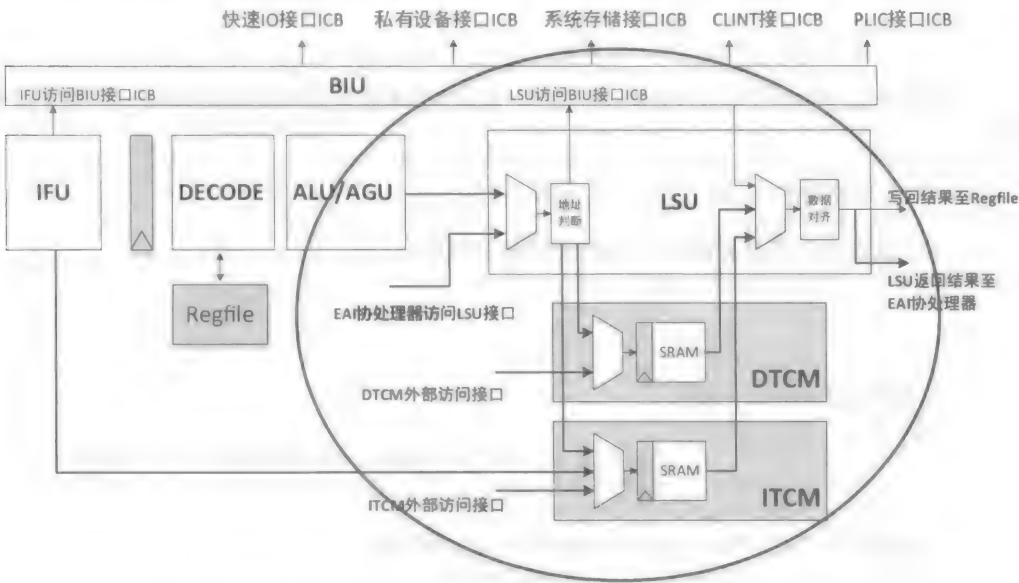 快速IO接口ICB
私有设备接口ICB
系统存储接口ICB
CLINT接口ICB
PLIC接口ICB
BIU
IFU访问BIU接口ICB
LSU访问BIU接口ICB
IFU
DECODE
ALU/AGU
地址
判断
LSU
数据
对齐
写回结果至Regfile
LSU返回结果至
EAI协处理器
Regfile
EAI协处理器访问LSU接口
SRAM
DTCM
DTCM外部访问接口
SRAM
ITCM
ITCM外部访问接口